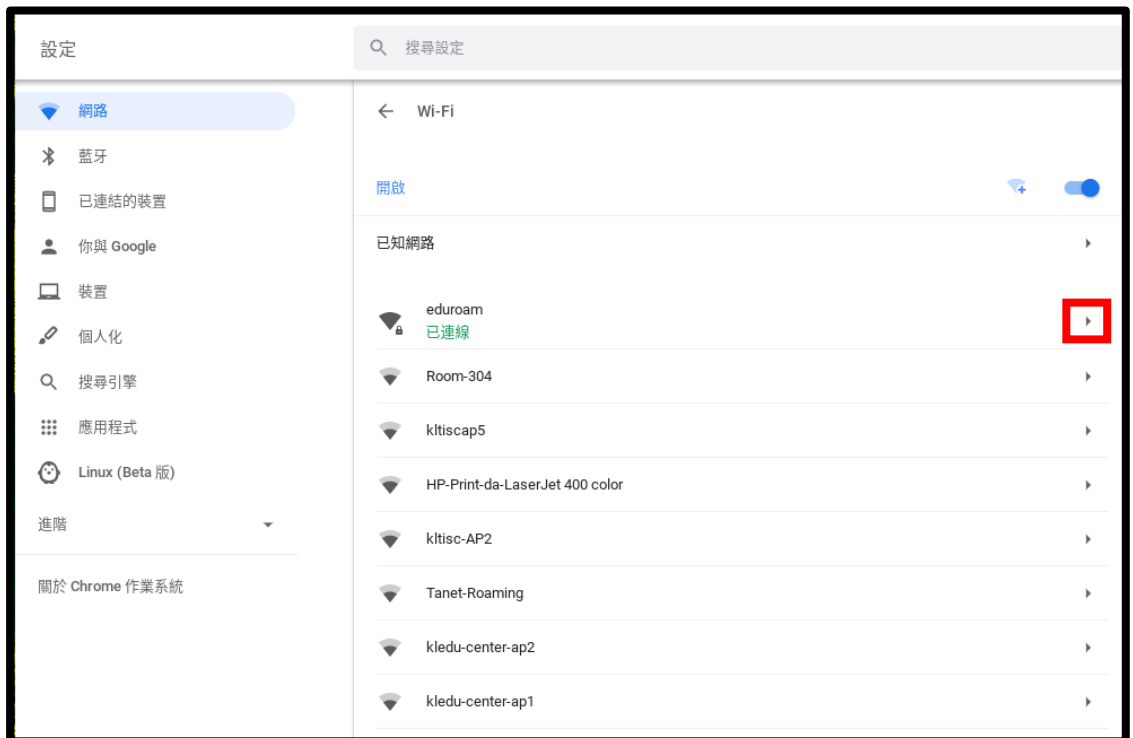 設定
搜尋設定
網路
藍牙
已連結的裝置
你與 Google
裝置
個人化
搜尋引擎
應用程式
Linux (Beta 版)
進階
關於 Chrome 作業系統
Wi-Fi
開啟
已知網路
eduroam
已連線
Room-304
kltiscap5
HP-Print-da-LaserJet 400 color
kltisc-AP2
Tanet-Roaming
kledu-center-ap2
kledu-center-ap1